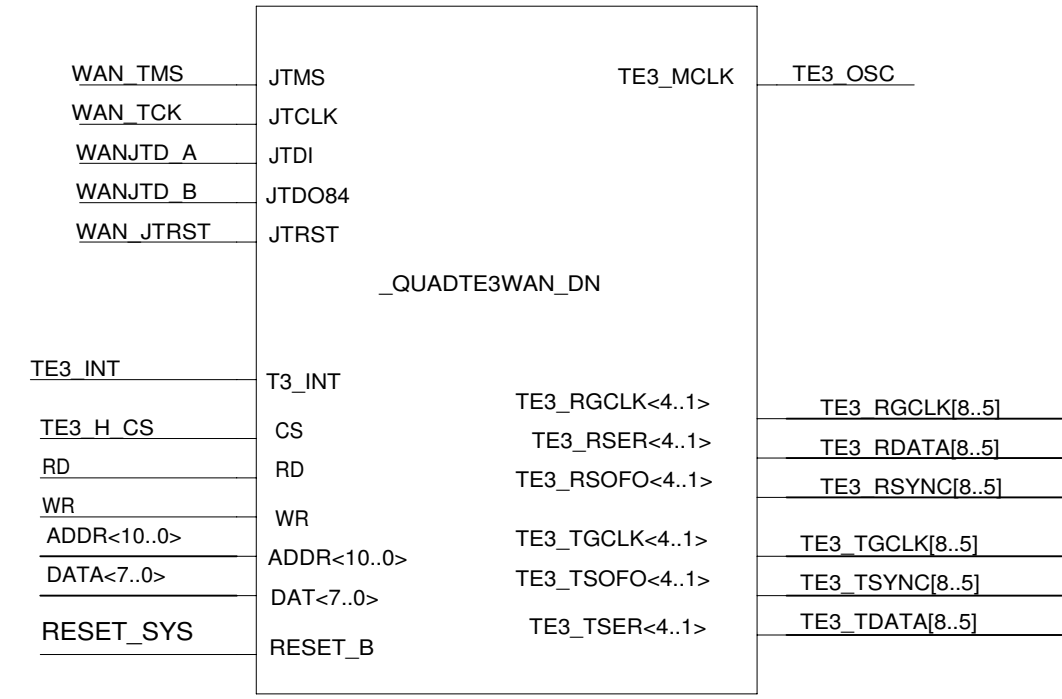 WAN_TMS JTMS TE3_MCLK TE3_OSC
WAN_TCK JTCLK
WANJTD_A JTDI
WANJTD_B JTDO84
WAN_JTRST JTRST
_QUADTE3WAN_DN
TE3_INT T3_INT
TE3_RGCLK<4..1> TE3_RGCLK[8..5]
TE3_H_CS CS TE3_RSER<4..1> TE3_RDATA[8..5]
RD RD TE3_RSOFO<4..1> TE3_RSYNC[8..5]
WR WR
ADDR<10..0> ADDR<10..0> TE3_TGCLK<4..1> TE3_TGCLK[8..5]
DATA<7..0> DAT<7..0> TE3_TSOFO<4..1> TE3_TSYNC[8..5]
RESET_SYS RESET_B TE3_TSER<4..1> TE3_TDATA[8..5]